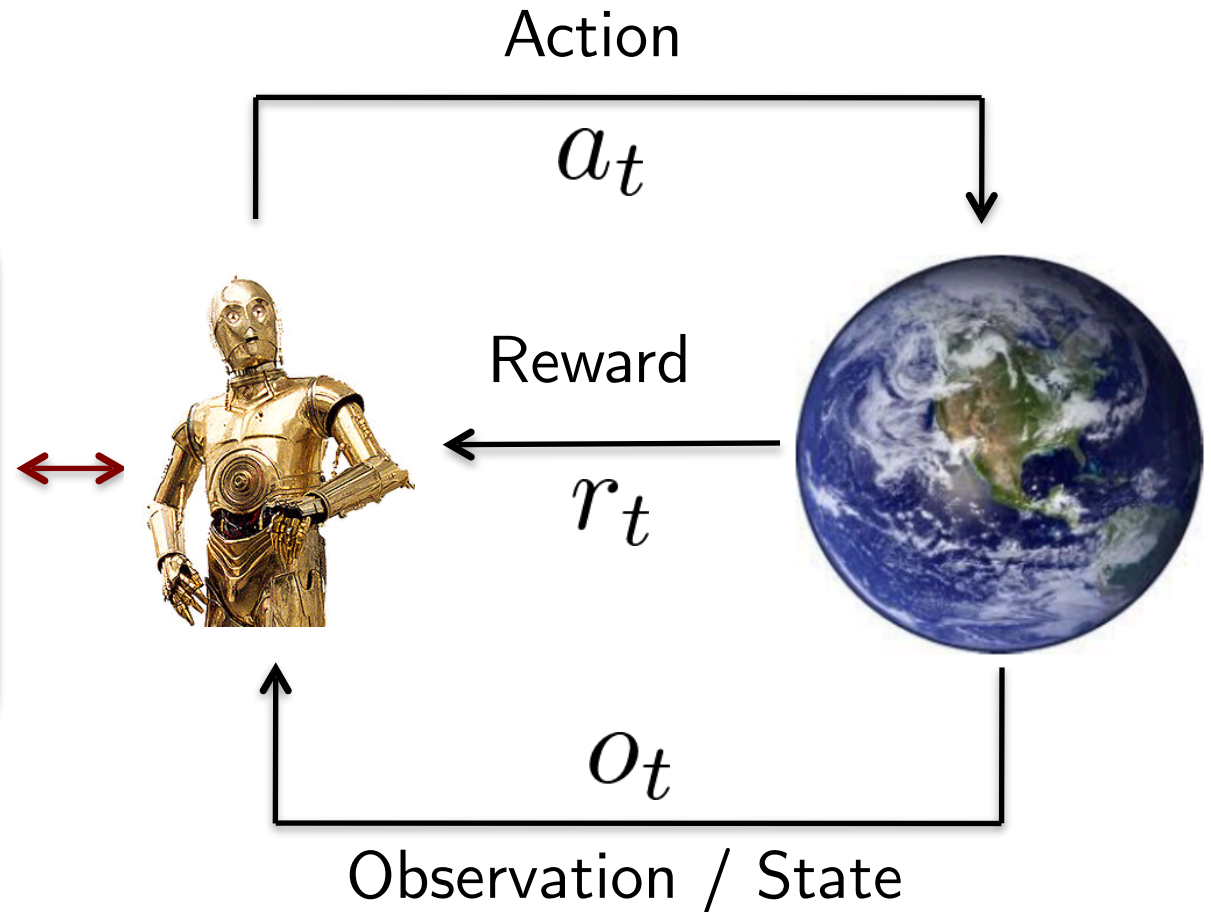 Action
a_t
Reward
r_t
o_t
Observation / State